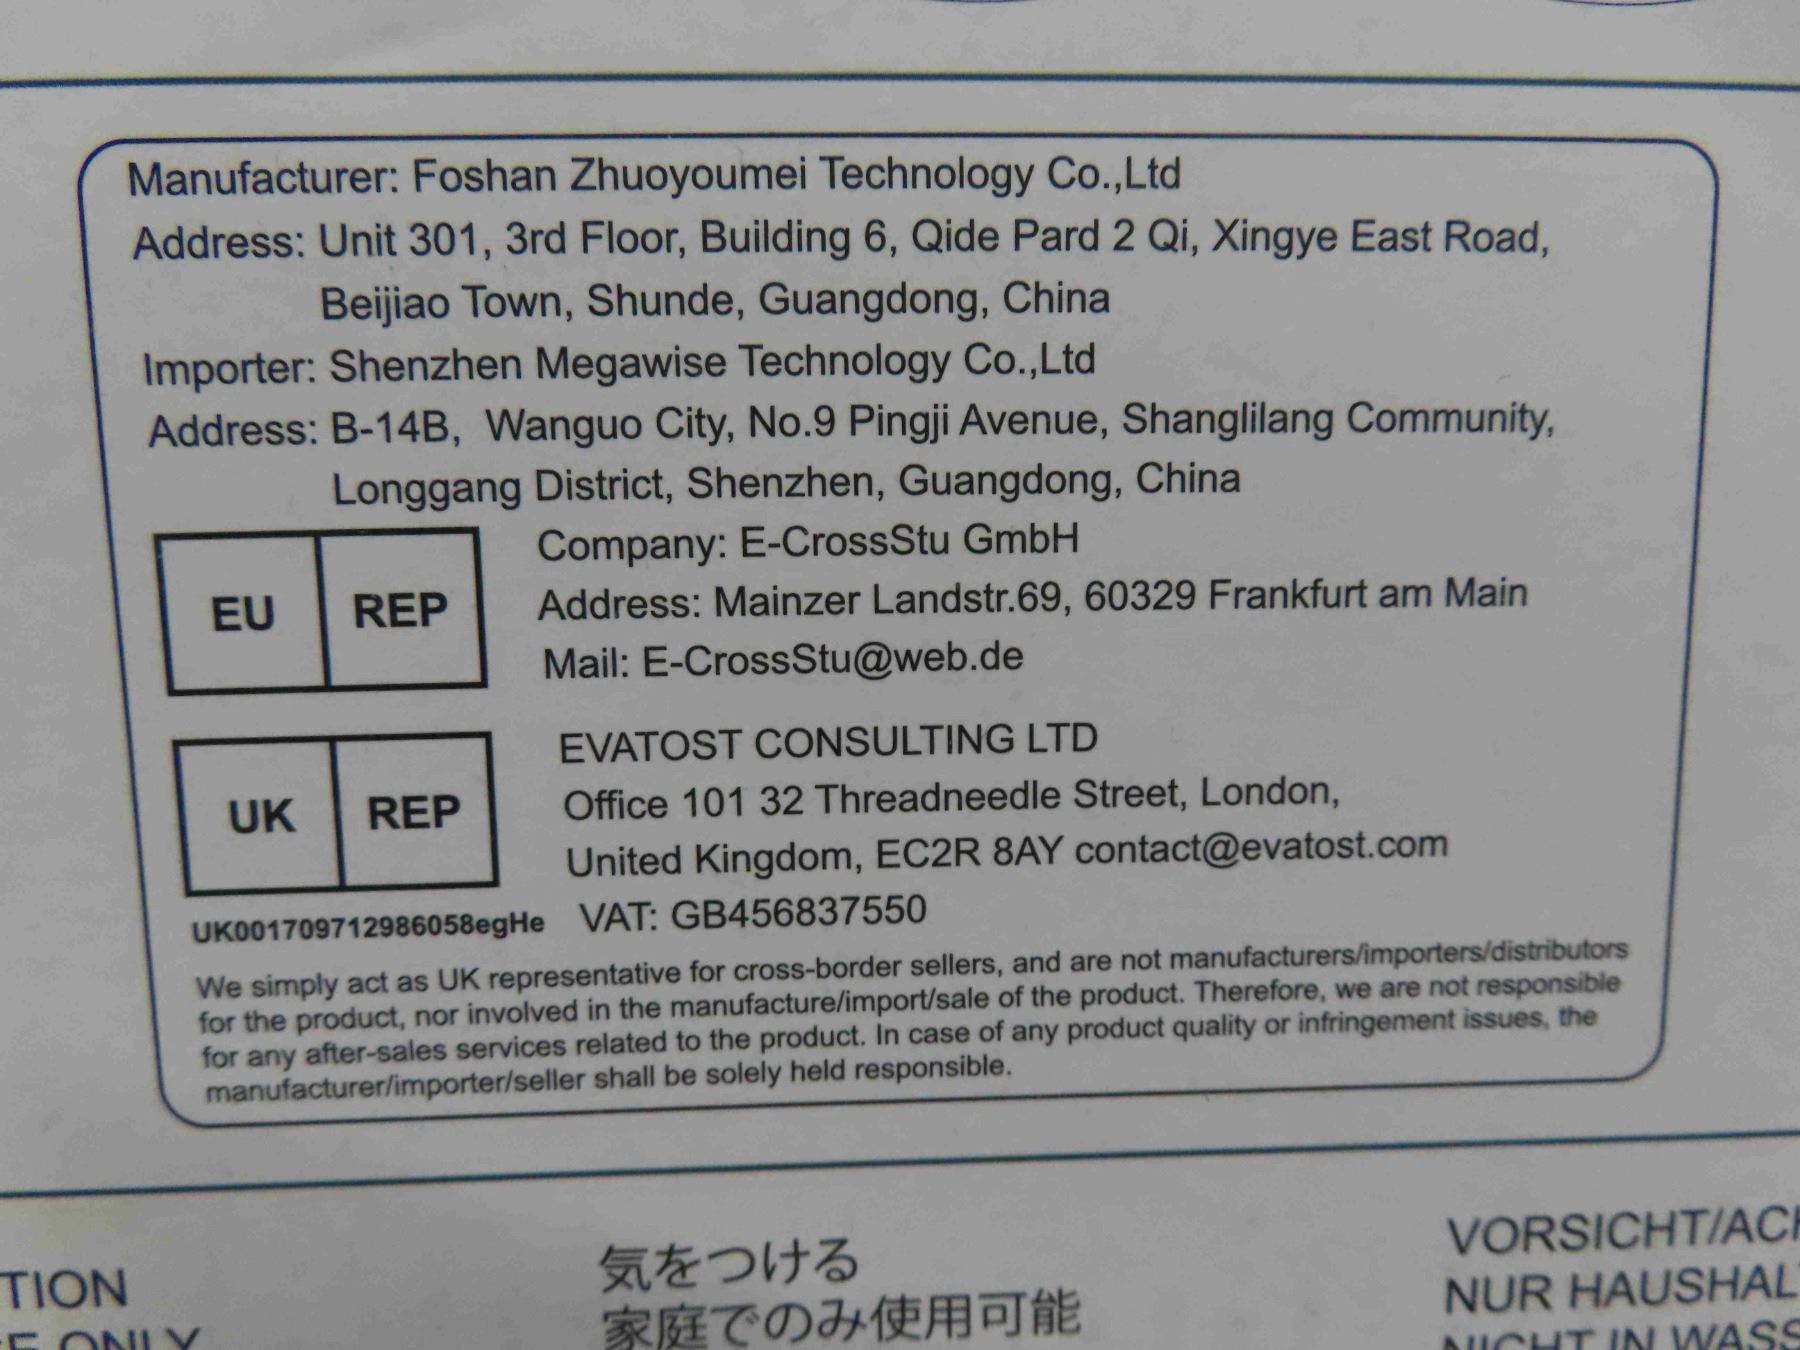 Manufacturer: Foshan Zhuoyoumei Technology Co.,Ltd
Address: Unit 301, 3rd Floor, Building 6, Qide Pard 2 Qi, Xingye East Road,
Beijiao Town, Shunde, Guangdong, China
Importer: Shenzhen Megawise Technology Co.,Ltd
Address: B-14B, Wanguo City, No.9 Pingji Avenue, Shanglilang Community,
Longgang District, Shenzhen, Guangdong, China
EU REP
Company: E-CrossStu GmbH
Address: Mainzer Landstr.69, 60329 Frankfurt am Main
Mail: E-CrossStu@web.de
UK REP
EVATOST CONSULTING LTD
Office 101 32 Threadneedle Street, London,
United Kingdom, EC2R 8AY contact@evatost.com
UK001709712986058egHe VAT: GB456837550
We simply act as UK representative for cross-border sellers, and are not manufacturers/importers/distributors
for the product, nor involved in the manufacture/import/sale of the product. Therefore, we are not responsible
for any after-sales services related to the product. In case of any product quality or infringement issues, the
manufacturer/importer/seller shall be solely held responsible.
TION
気をつける
VORSICHT/ACH
E ONLY
家庭でのみ使用可能
NUR HAUSHAL
NICHT IN WASS